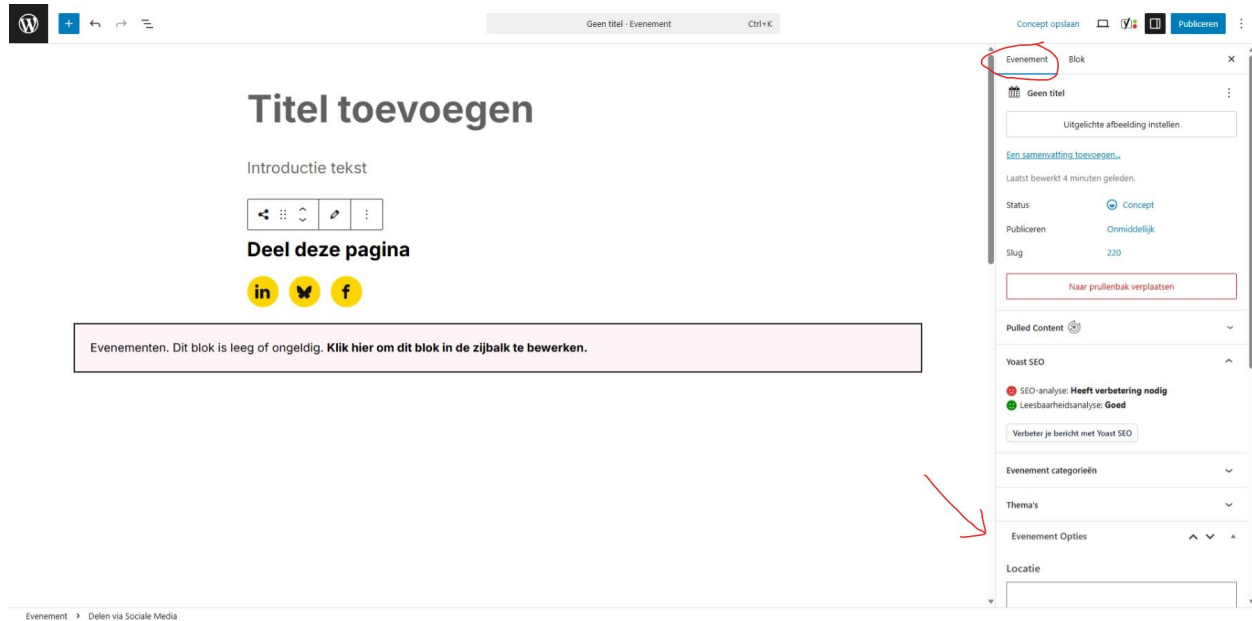 Geen titel · Evenement Ctrl+K
Concept opslaan
Publiceren
Evenement Blok
Geen titel
Uitgelichte afbeelding instellen
Een samenvatting toevoegen...
Laatst bewerkt 4 minuten geleden.
Status Concept
Publiceren Onmiddellijk
Slug 220
Naar prullenbak verplaatsen
Pulled Content
Yoast SEO
SEO-analyse: Heeft verbetering nodig
Leesbaarheidsanalyse: Goed
Verbeter je bericht met Yoast SEO
Evenement categorieën
Thema's
Evenement Opties
Locatie
Titel toevoegen
Introductie tekst
Deel deze pagina
in f
Evenementen. Dit blok is leeg of ongeldig. Klik hier om dit blok in de zijbalk te bewerken.
Evenement > Delen via Sociale Media